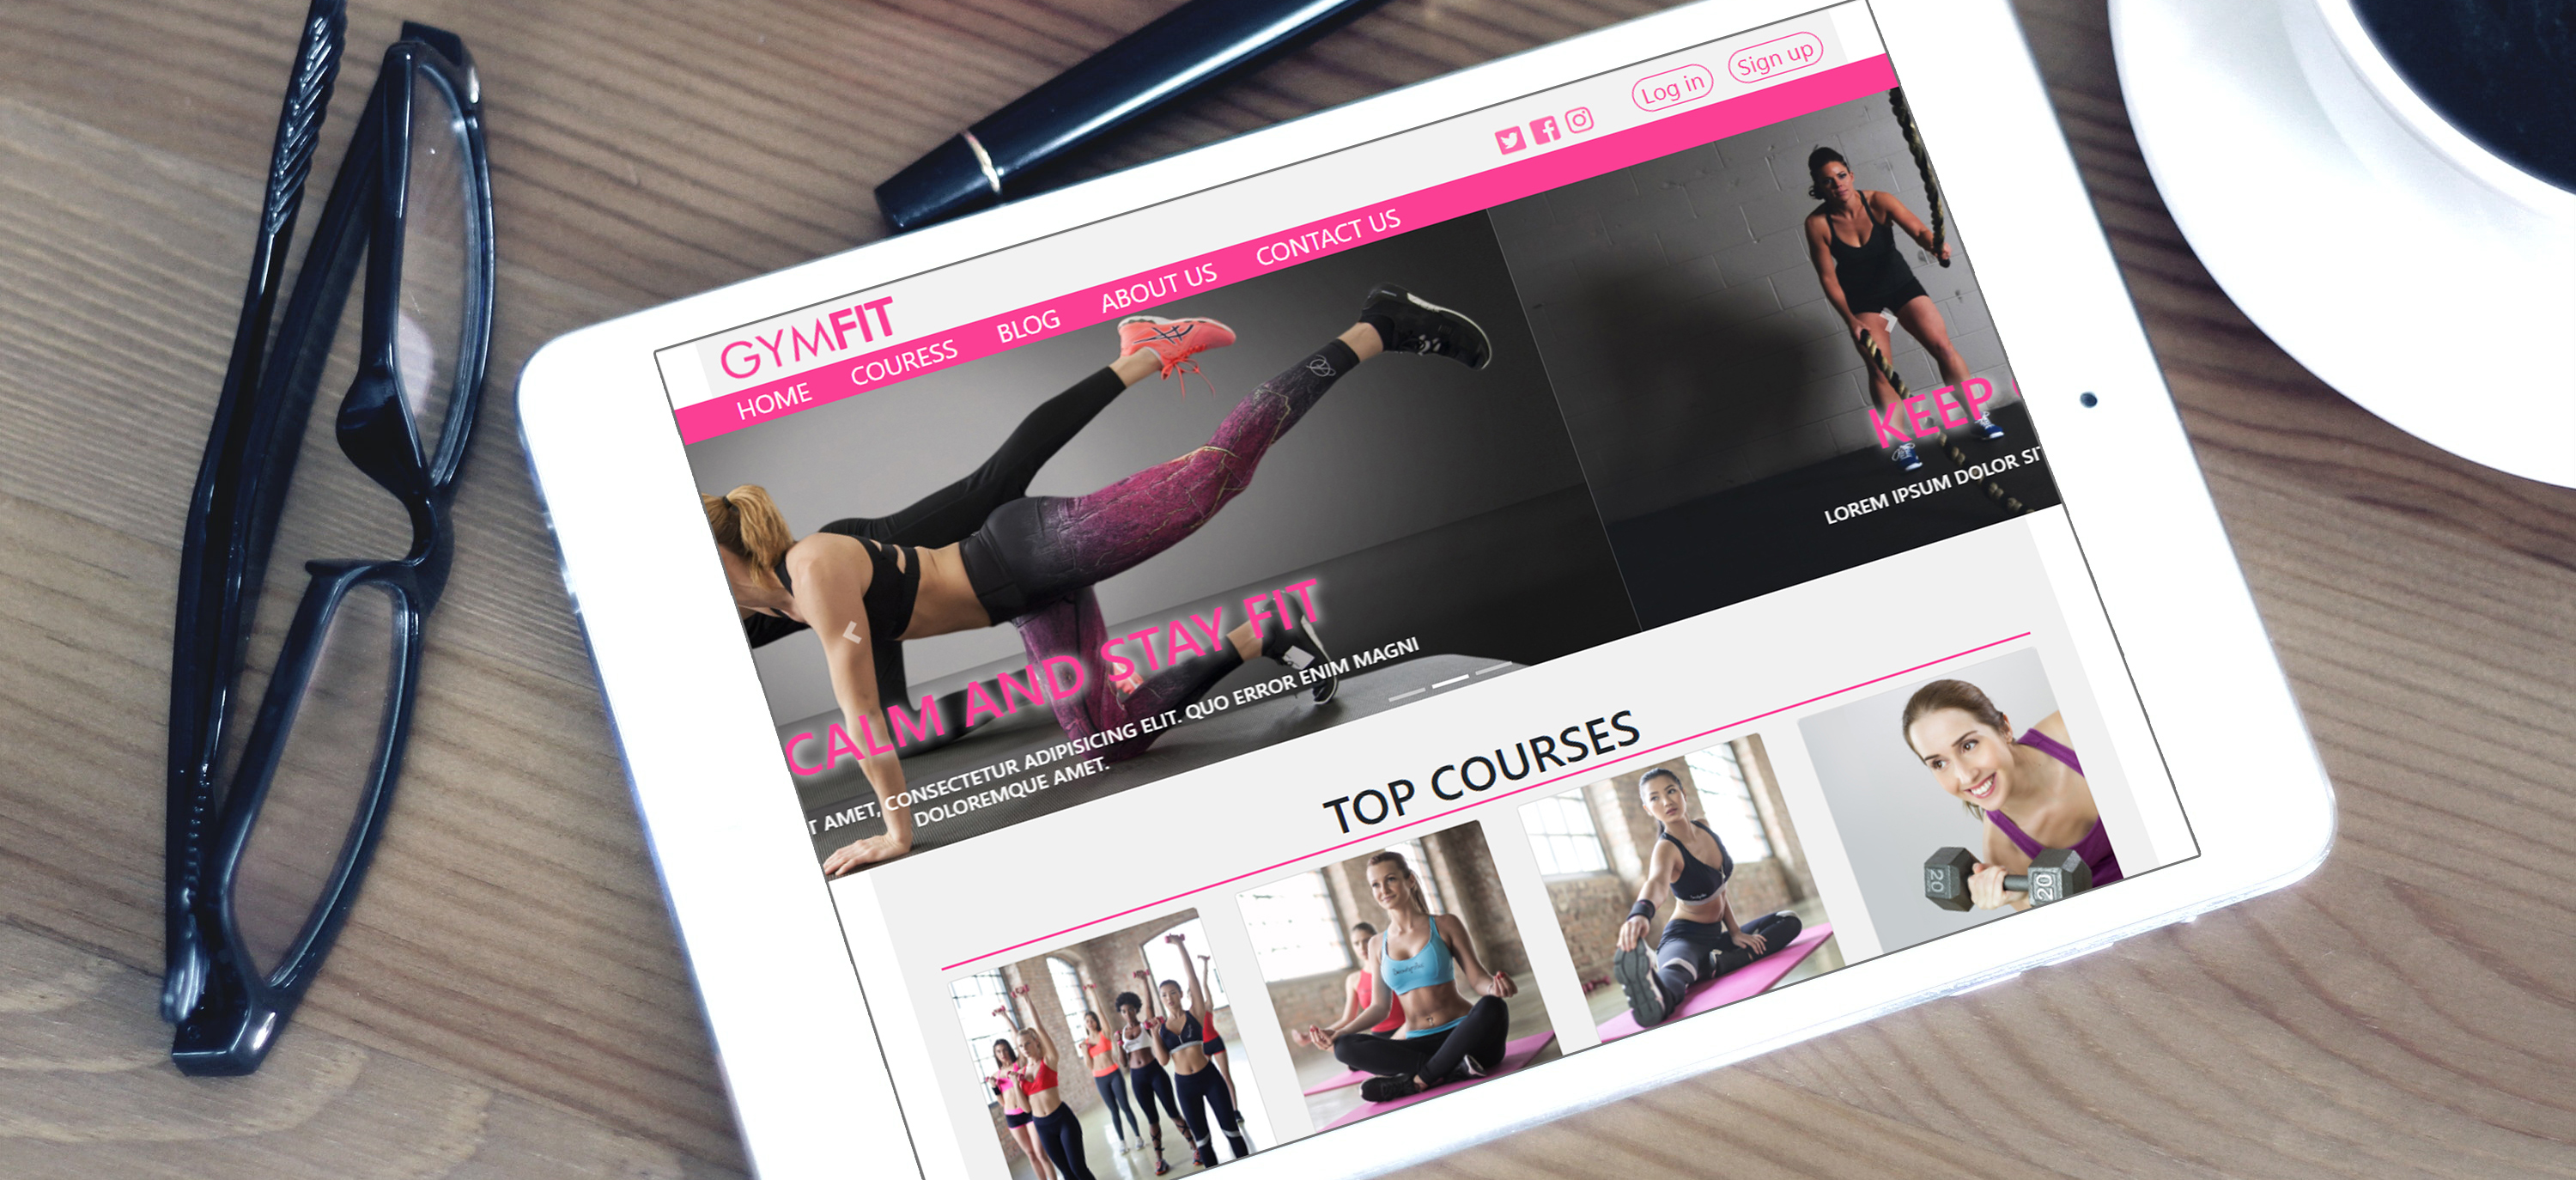 Log in
Sign up
GYMFIT
HOME
COURESS
BLOG
ABOUT US
CONTACT US
CALM AND STAY FIT
T AMET, CONSECTETUR ADIPISICING ELIT. QUO ERROR ENIM MAGNI
DOLOREMQUE AMET.
KEEP
LOREM IPSUM DOLOR SIT
TOP COURSES
20
20